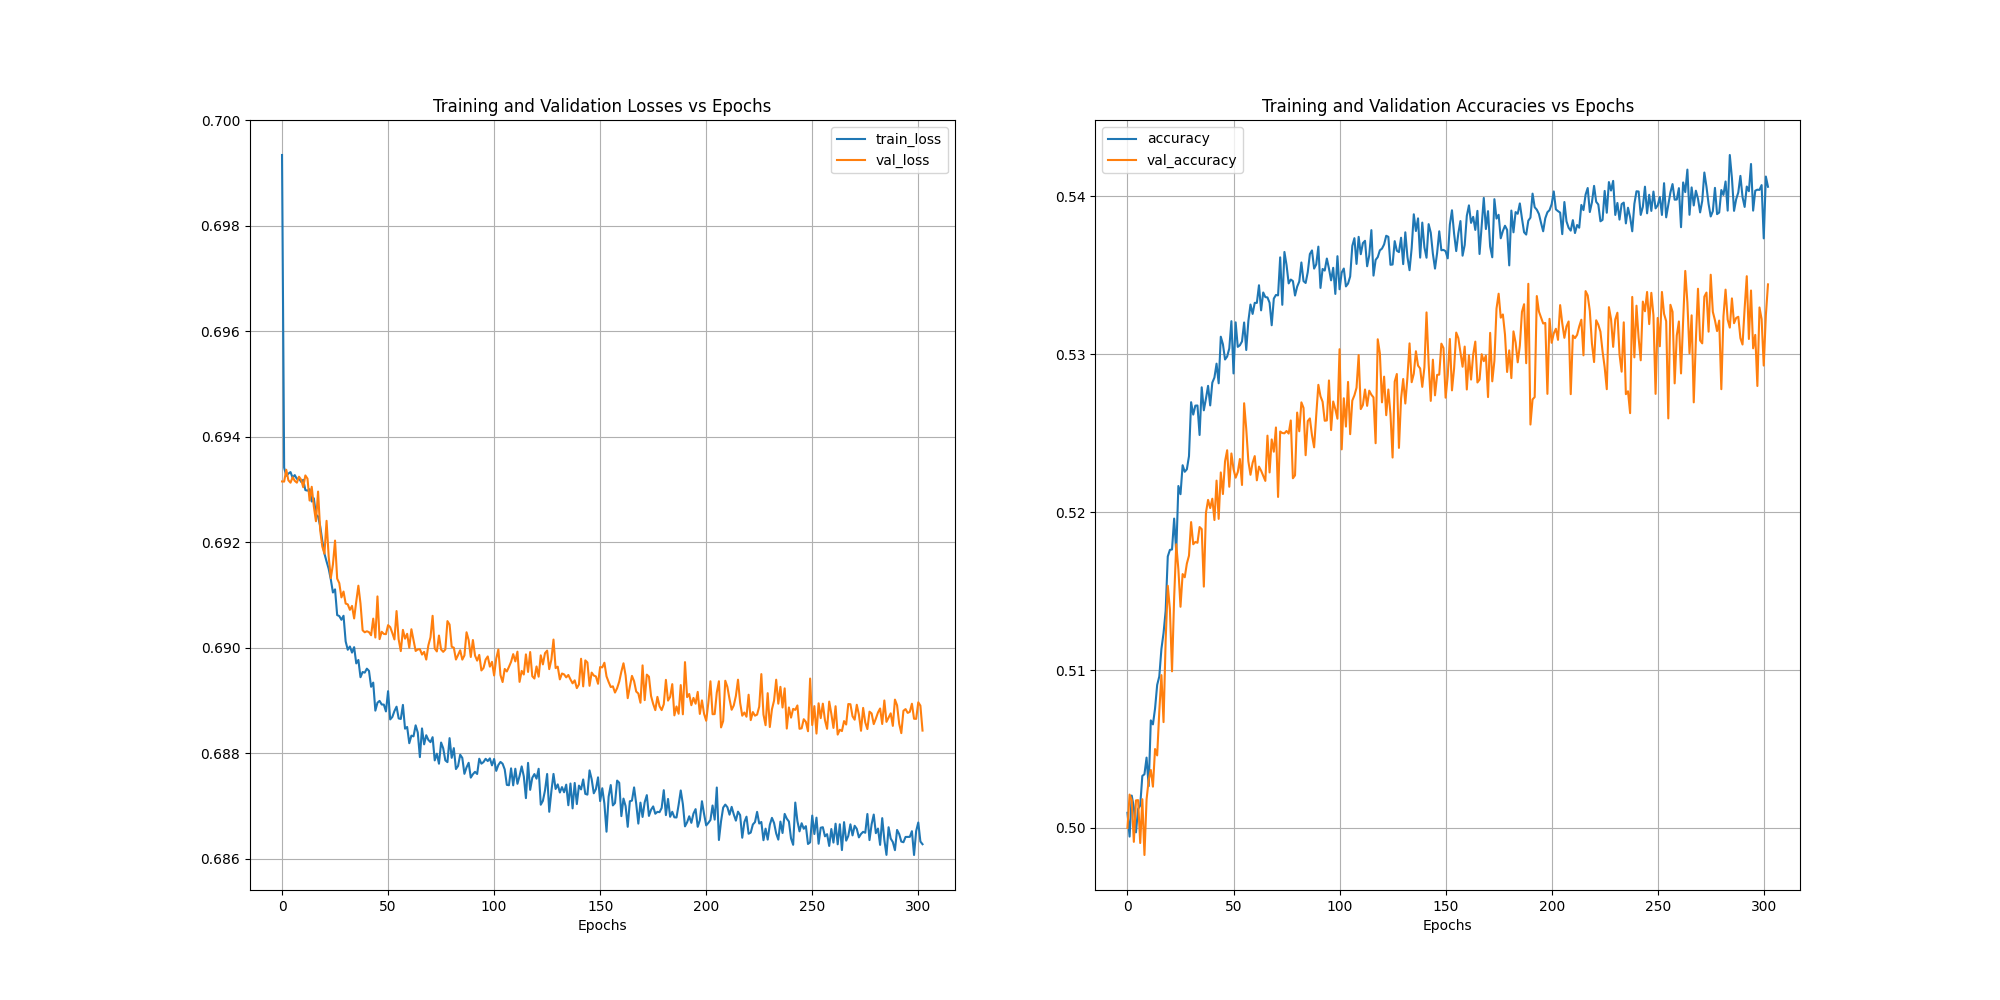 Training and Validation Losses vs Epochs
train_loss
val_loss
0.700
0.698
0.696
0.694
0.692
0.690
0.688
0.686
0 50 100 150 200 250 300
Epochs
Training and Validation Accuracies vs Epochs
accuracy
val_accuracy
0.54
0.53
0.52
0.51
0.50
0 50 100 150 200 250 300
Epochs